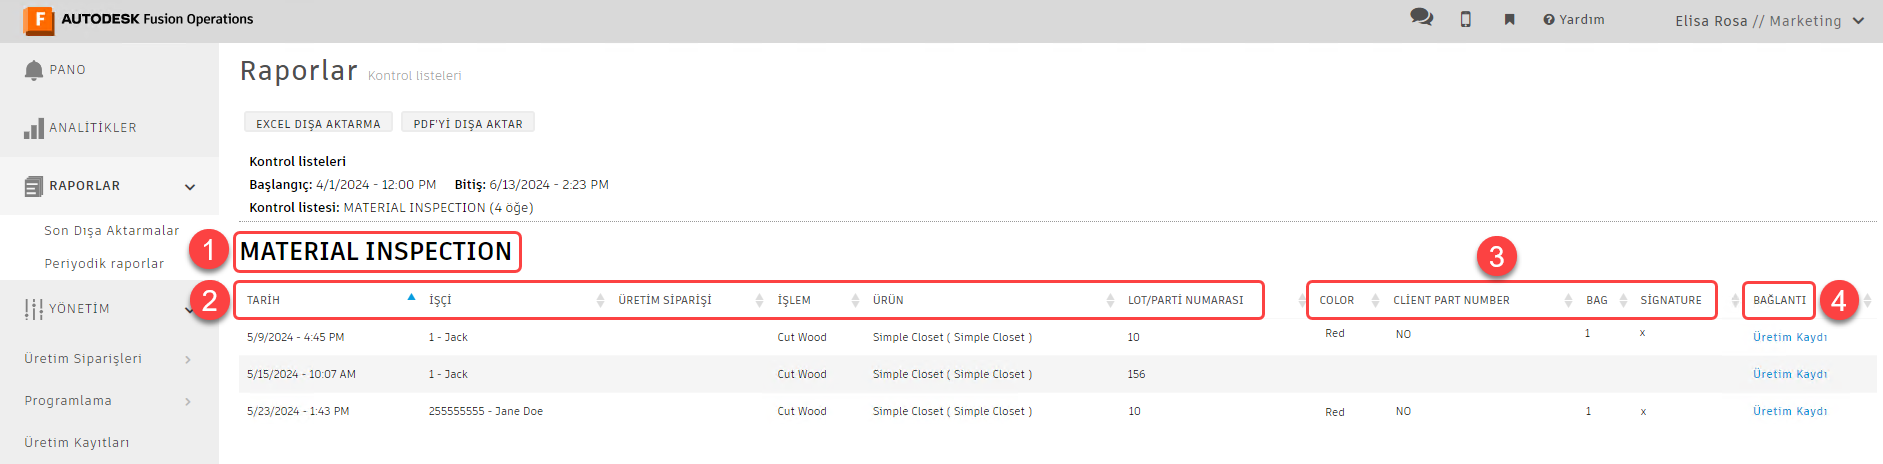 F AUTODESK Fusion Operations
Yardım
Elisa Rosa // Marketing
PANO
ANALİTİKLER
RAPORLAR
Son Dışa Aktarmalar
Periyodik raporlar
YÖNETİM
Üretim Siparişleri
Programlama
Üretim Kayıtları
Raporlar Kontrol listeleri
EXCEL DIŞA AKTARMA PDF'Yİ DIŞA AKTAR
Kontrol listeleri
Başlangıç: 4/1/2024 - 12:00 PM Bitiş: 6/13/2024 - 2:23 PM
Kontrol listesi: MATERIAL INSPECTION (4 öğe)
1 MATERIAL INSPECTION
3
2 TARİH İŞÇİ ÜRETİM SİPARİŞİ İŞLEM ÜRÜN LOT/PARTİ NUMARASI COLOR CLİENT PART NUMBER BAG SİGNATURE BAĞLANTI 4
5/9/2024 - 4:45 PM 1 - Jack Cut Wood Simple Closet ( Simple Closet ) 10 Red NO 1 x Üretim Kaydı
5/15/2024 - 10:07 AM 1 - Jack Cut Wood Simple Closet ( Simple Closet ) 156 Üretim Kaydı
5/23/2024 - 1:43 PM 255555555 - Jane Doe Cut Wood Simple Closet ( Simple Closet ) 10 Red NO 1 x Üretim Kaydı